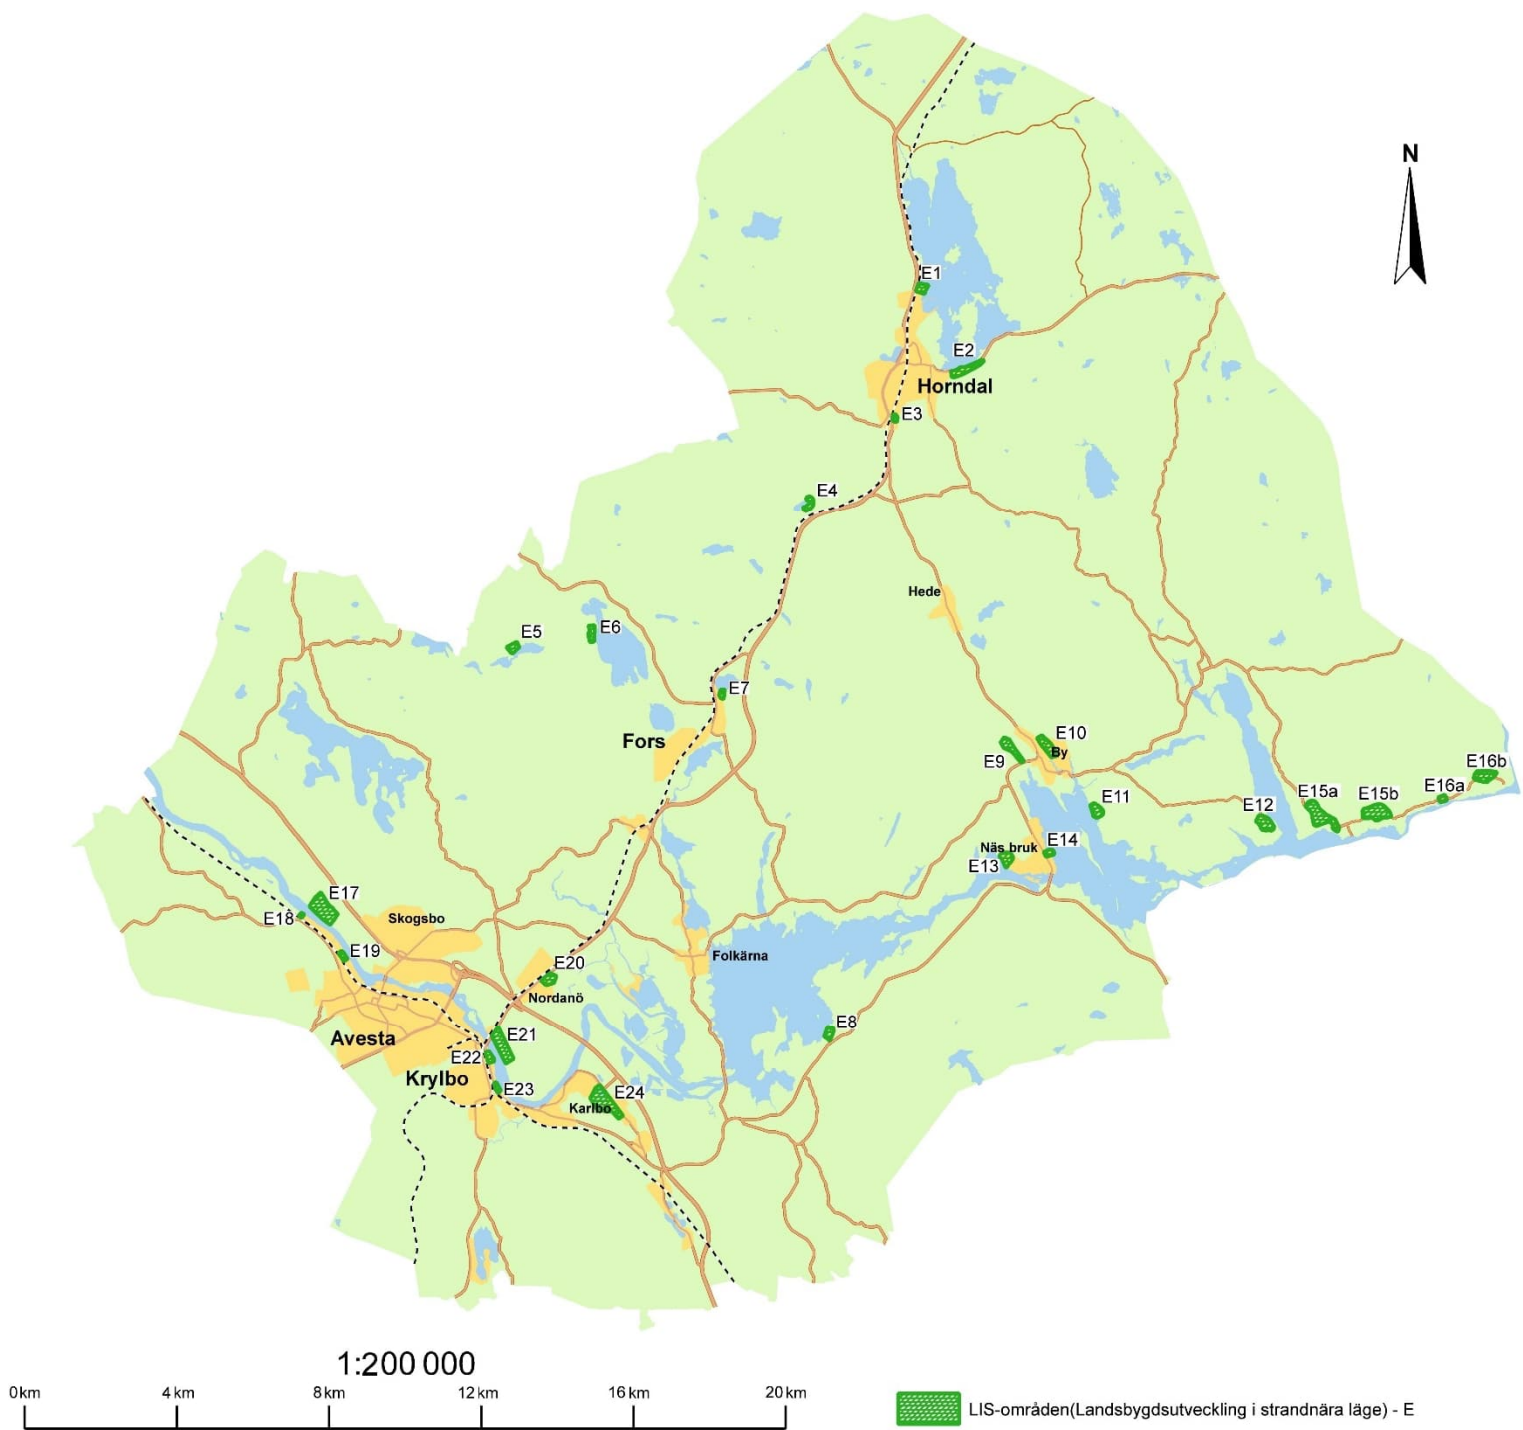 N
E1
E2
Horndal
E3
E4
Hede
E5
E6
E7
Fors
E10
By
E9
E16b
E16a
E15a
E15b
E11
E12
Näs bruk
E14
E13
E17
E18
Skogsbo
E19
Folkärna
E20
Nordanö
E8
Avesta
E21
E22
Krylbo
E23
E24
Karlbo
1:200 000
0km 4 km 8 km 12 km 16 km 20 km
LIS-områden(Landsbygdsutveckling i strandnära läge) - E